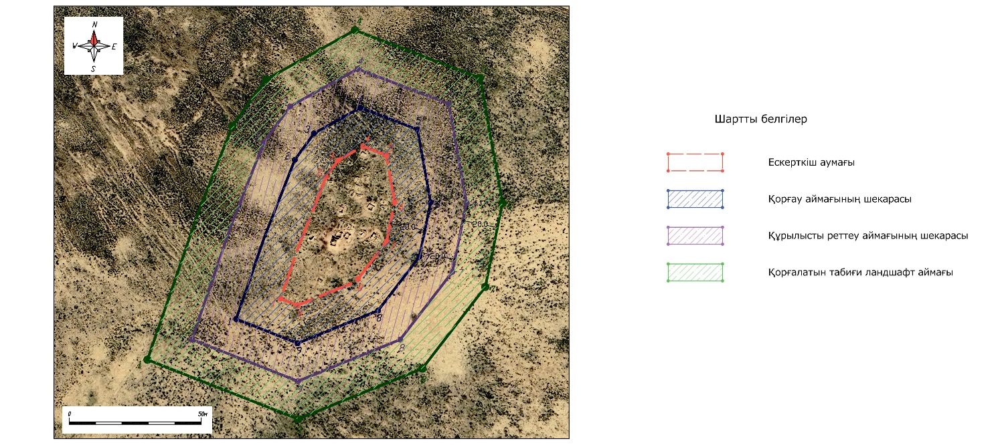 N
W E
S
Шартты белгілер
Ескерткіш аумағы
Қорғау аймағының шекарасы
Құрылысты реттеу аймағының шекарасы
Қорғалатын табиғи ландшафт аймағы
4
3
5
1
8
8
20.0
20.0
0 50м